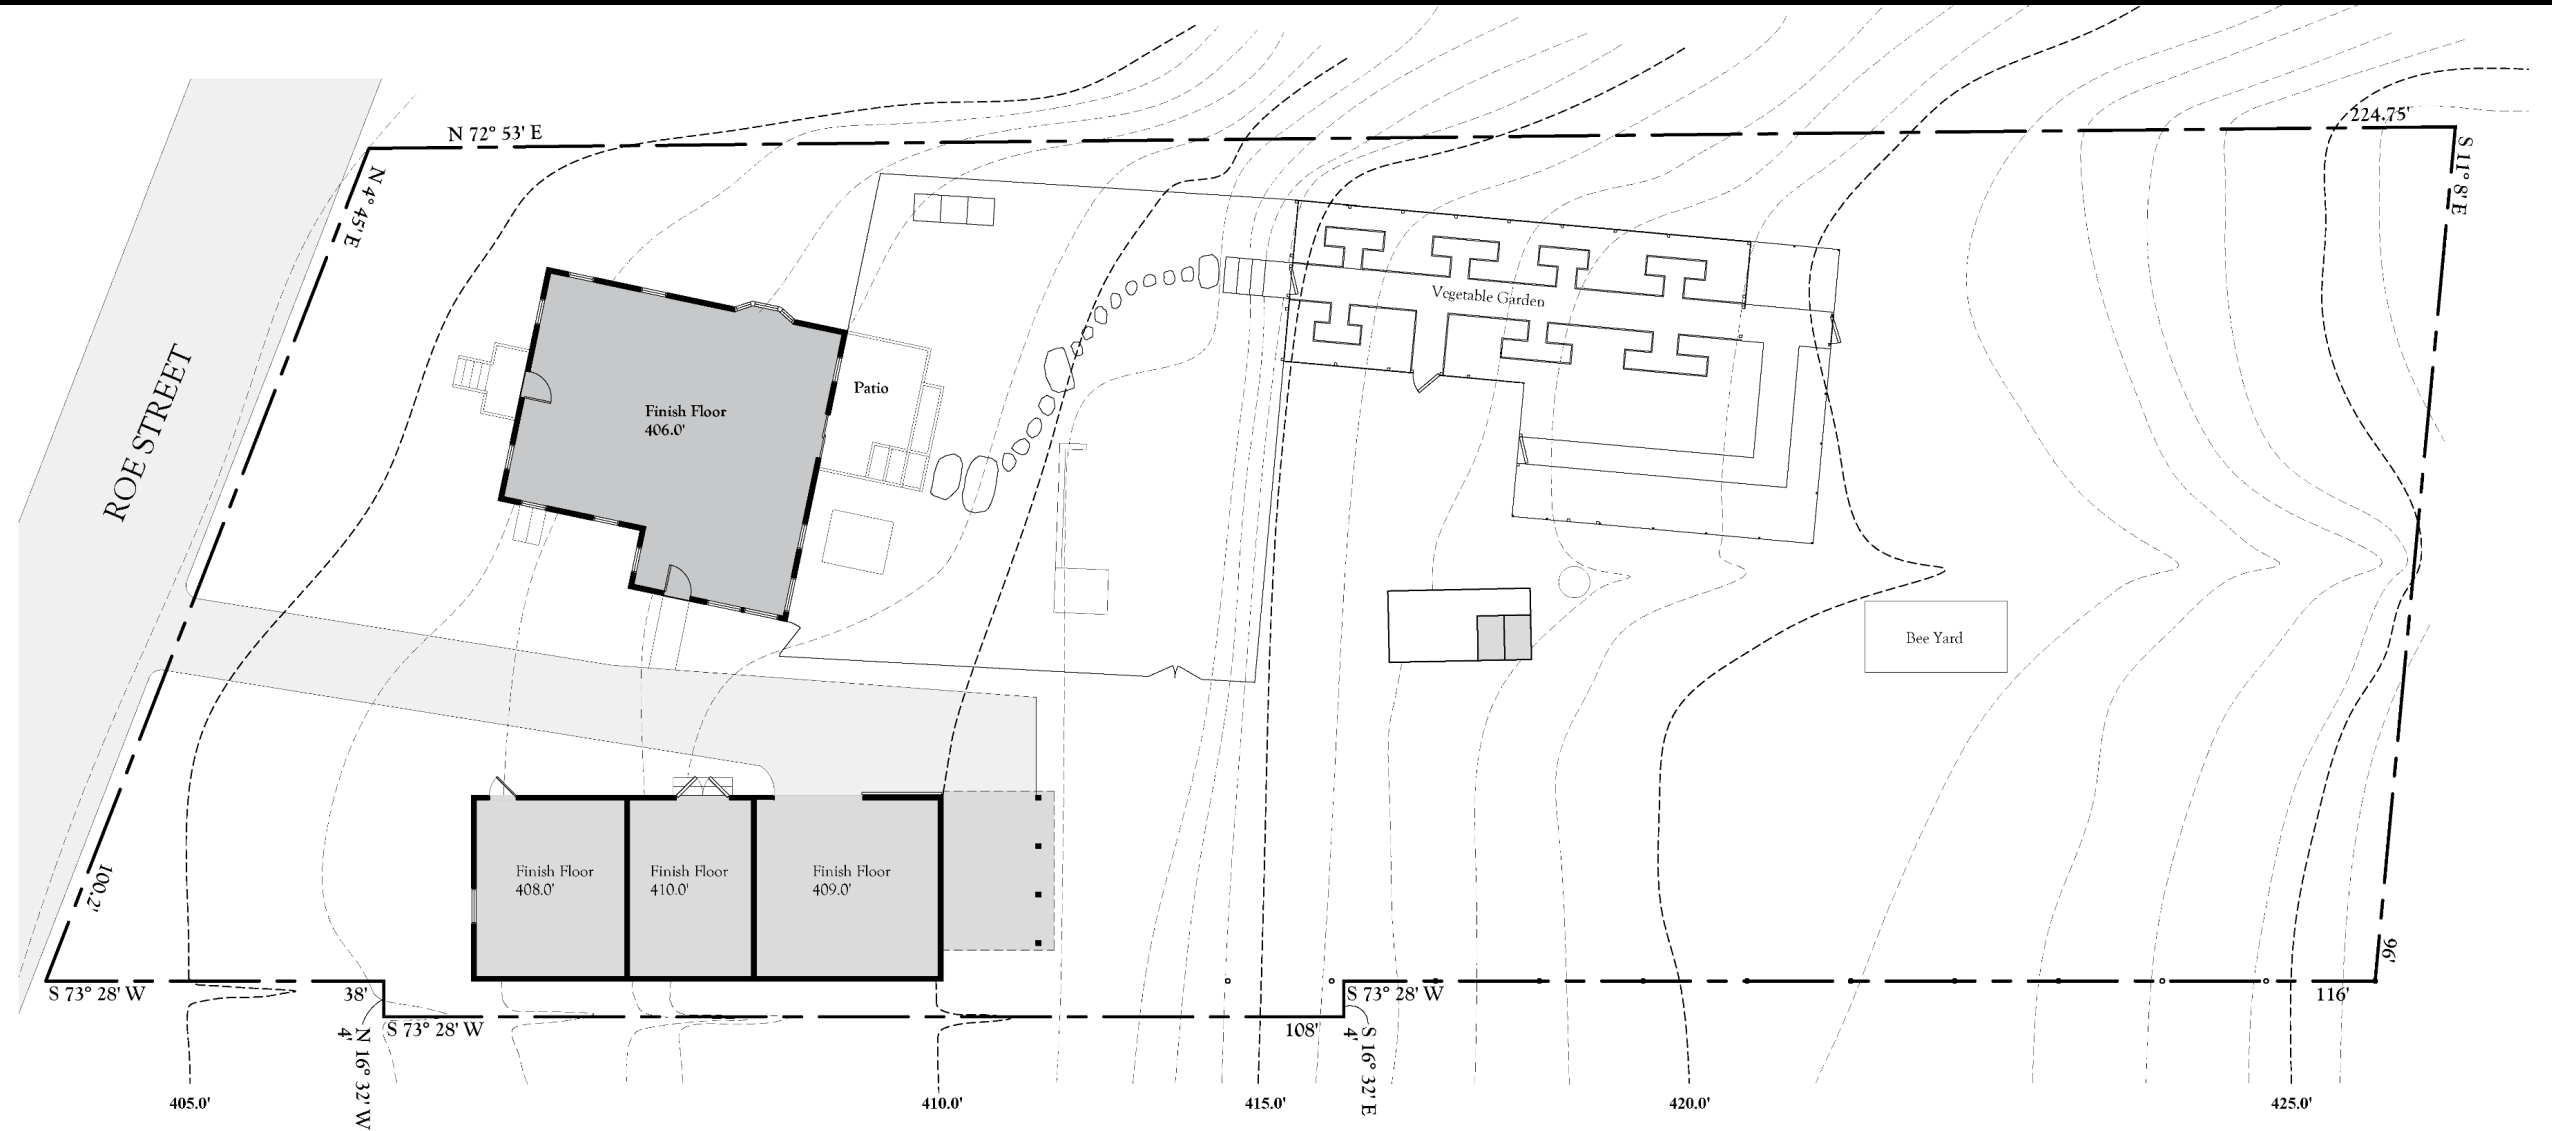 224.75'
N 72° 53' E
S 11° 8' E
N 4° 45' E
Vegetable Garden
ROE STREET
Patio
Finish Floor
406.0'
Bee Yard
Finish Floor
408.0'
Finish Floor
410.0'
Finish Floor
409.0'
100.2'
96'
S 73° 28' W
38'
S 73° 28' W
116'
N 16° 32' W
4'
S 73° 28' W
108'
4'
S 16° 32' E
405.0'
410.0'
415.0'
420.0'
425.0'